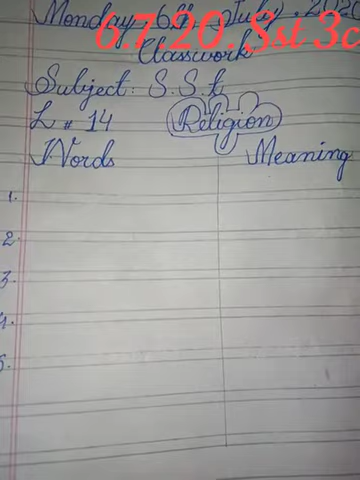 Monday 6th July, 2020
6.7.20.Sst 3c
Classwork
Subject: S.S.t
L # 14 Religion
Words Meaning
1.
2.
3.
4.
5.